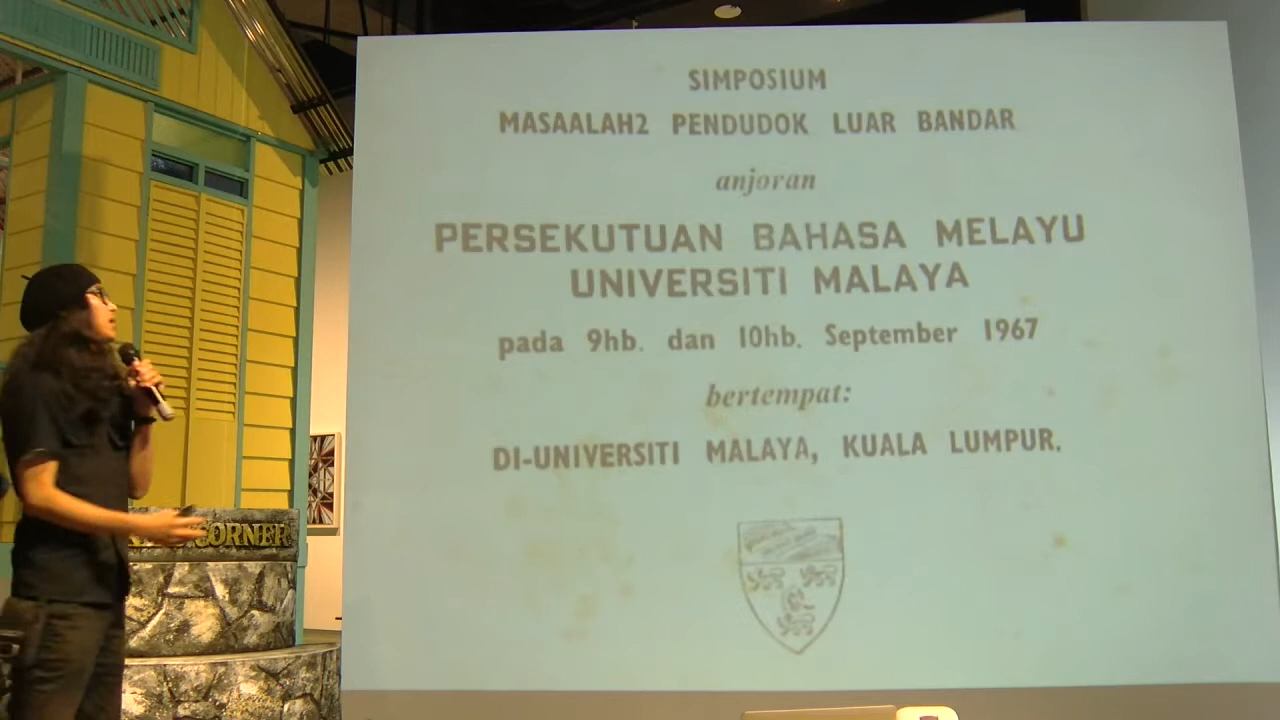 SIMPOSIUM
MASAALAH2 PENDUDOK LUAR BANDAR
anjoran
PERSEKUTUAN BAHASA MELAYU
UNIVERSITI MALAYA
pada 9hb. dan 10hb. September 1967
bertempat:
DI-UNIVERSITI MALAYA, KUALA LUMPUR.
CORNER